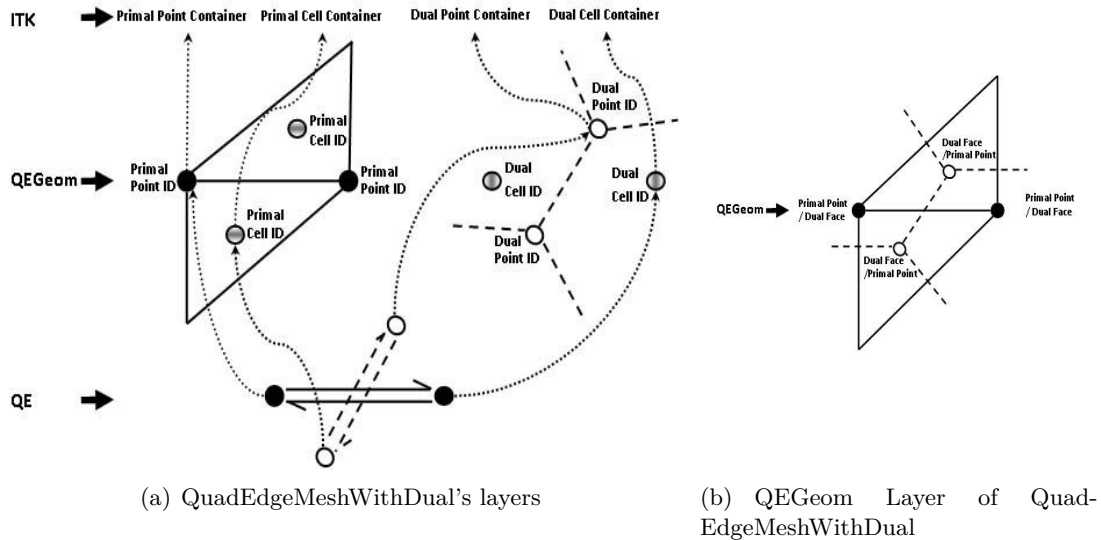 ITK
Primal Point Container Primal Cell Container Dual Point Container Dual Cell Container
Dual
Point ID
Primal
Cell ID
Primal
Point ID
QEGeom
Primal
Point ID
Dual
Cell ID
Dual
Cell ID
Primal
Cell ID
Dual
Point ID
QE
(a) QuadEdgeMeshWithDual's layers
Dual Face
/Primal Point
QEGeom
Primal Point
/ Dual Face
Primal Point
/ Dual Face
Dual Face
/Primal Point
(b) QEGeom Layer of Quad-
EdgeMeshWithDual